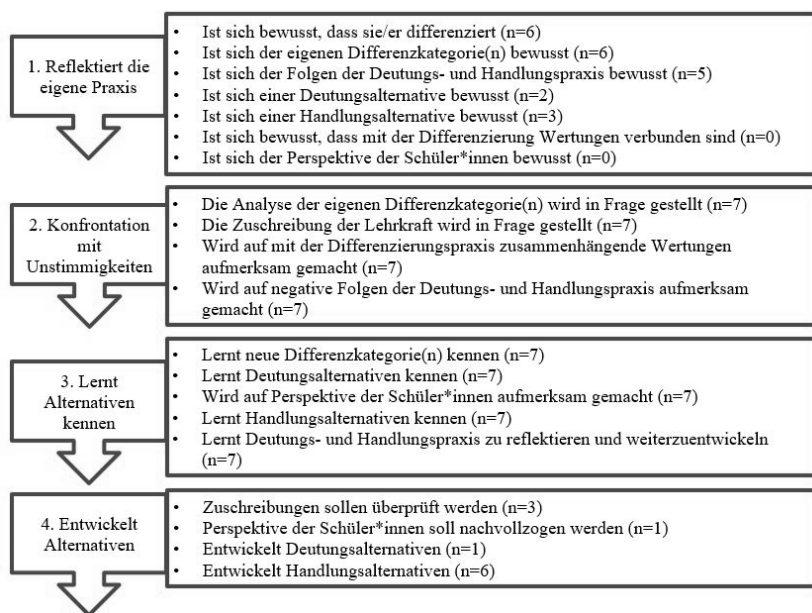 1. Reflektiert die
eigene Praxis
• Ist sich bewusst, dass sie/er differenziert (n=6)
• Ist sich der eigenen Differenzkategorie(n) bewusst (n=6)
• Ist sich der Folgen der Deutungs- und Handlungspraxis bewusst (n=5)
• Ist sich einer Deutungsalternative bewusst (n=2)
• Ist sich einer Handlungsalternative bewusst (n=3)
• Ist sich bewusst, dass mit der Differenzierung Wertungen verbunden sind (n=0)
• Ist sich der Perspektive der Schüler*innen bewusst (n=0)
2. Konfrontation
mit
Unstimmigkeiten
• Die Analyse der eigenen Differenzkategorie(n) wird in Frage gestellt (n=7)
• Die Zuschreibung der Lehrkraft wird in Frage gestellt (n=7)
• Wird auf mit der Differenzierungspraxis zusammenhängende Wertungen
aufmerksam gemacht (n=7)
• Wird auf negative Folgen der Deutungs- und Handlungspraxis aufmerksam
gemacht (n=7)
3. Lernt
Alternativen
kennen
• Lernt neue Differenzkategorie(n) kennen (n=7)
• Lernt Deutungsalternativen kennen (n=7)
• Wird auf Perspektive der Schüler*innen aufmerksam gemacht (n=7)
• Lernt Handlungsalternativen kennen (n=7)
• Lernt Deutungs- und Handlungspraxis zu reflektieren und weiterzuentwickeln
(n=7)
4. Entwickelt
Alternativen
• Zuschreibungen sollen überprüft werden (n=3)
• Perspektive der Schüler*innen soll nachvollzogen werden (n=1)
• Entwickelt Deutungsalternativen (n=1)
• Entwickelt Handlungsalternativen (n=6)